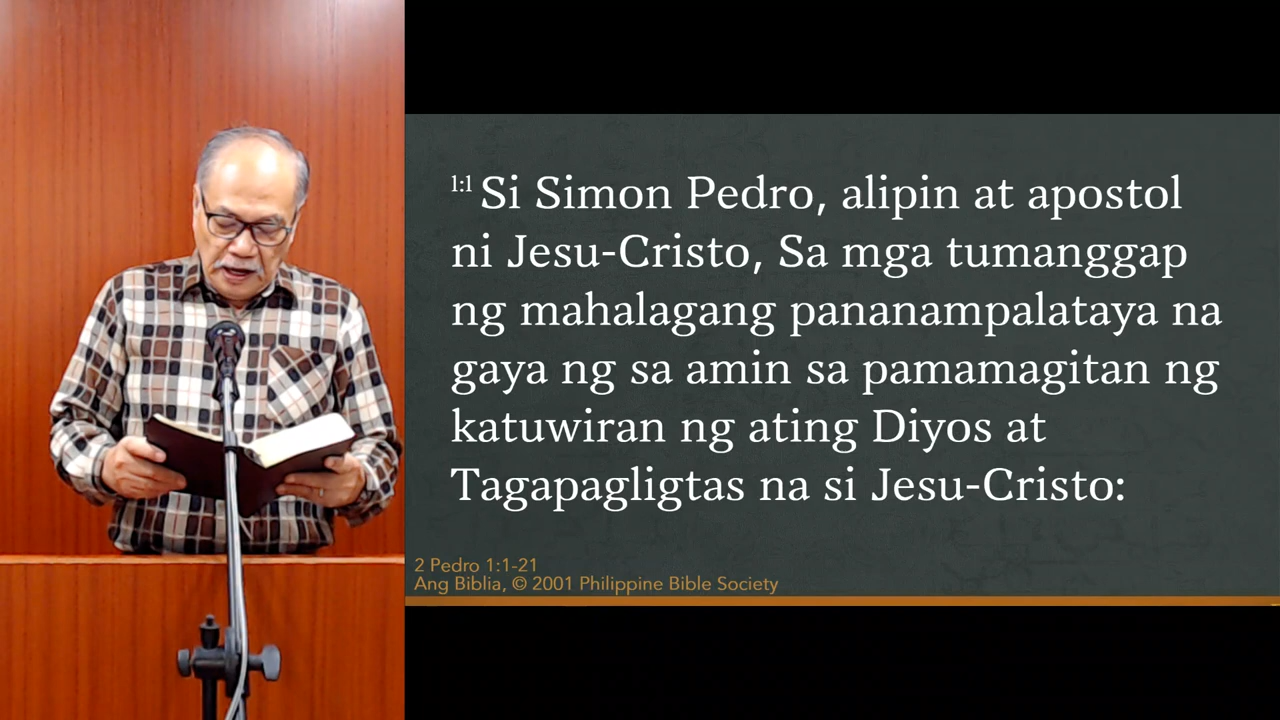 1:1 Si Simon Pedro, alipin at apostol
ni Jesu-Cristo, Sa mga tumanggap
ng mahalagang pananampalataya na
gaya ng sa amin sa pamamagitan ng
katuwiran ng ating Diyos at
Tagapagligtas na si Jesu-Cristo:
2 Pedro 1:1-21
Ang Biblia, © 2001 Philippine Bible Society